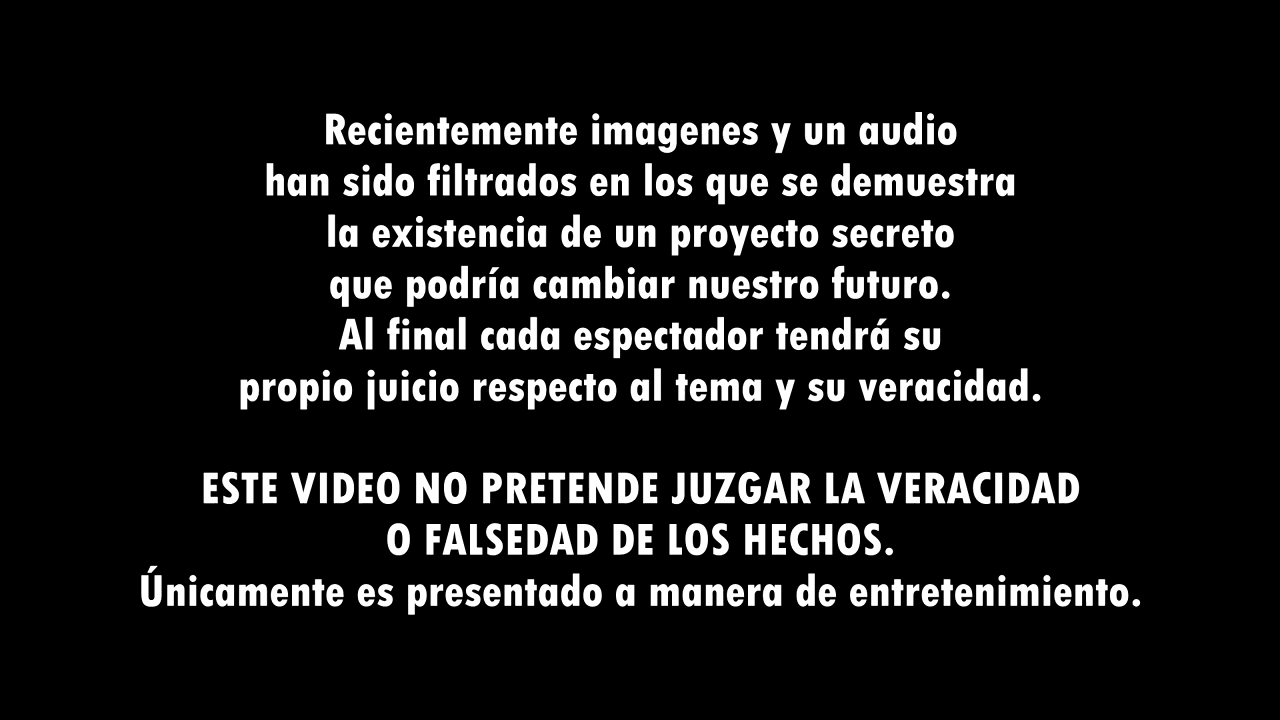 Recientemente imagenes y un audio
han sido filtrados en los que se demuestra
la existencia de un proyecto secreto
que podría cambiar nuestro futuro.
Al final cada espectador tendrá su
propio juicio respecto al tema y su veracidad.
ESTE VIDEO NO PRETENDE JUZGAR LA VERACIDAD
O FALSEDAD DE LOS HECHOS.
Únicamente es presentado a manera de entretenimiento.